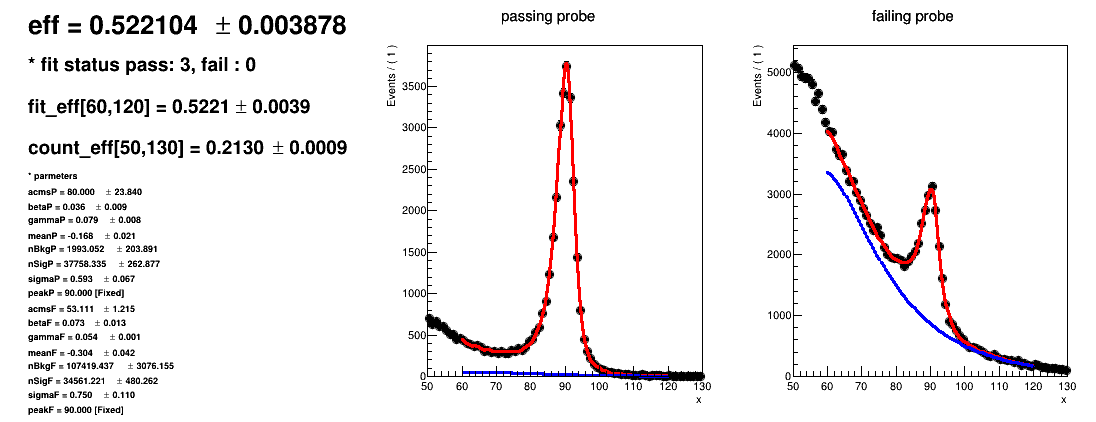 eff = 0.522104 ± 0.003878
* fit status pass: 3, fail : 0
fit_eff[60,120] = 0.5221 ± 0.0039
count_eff[50,130] = 0.2130 ± 0.0009
* parmeters
acmsP = 80.000 ± 23.840
betaP = 0.036 ± 0.009
gammaP = 0.079 ± 0.008
meanP = -0.168 ± 0.021
nBkgP = 1993.052 ± 203.891
nSigP = 37758.335 ± 262.877
sigmaP = 0.593 ± 0.067
peakP = 90.000 [Fixed]
acmsF = 53.111 ± 1.215
betaF = 0.073 ± 0.013
gammaF = 0.054 ± 0.001
meanF = -0.304 ± 0.042
nBkgF = 107419.437 ± 3076.155
nSigF = 34561.221 ± 480.262
sigmaF = 0.750 ± 0.110
peakF = 90.000 [Fixed]
passing probe
Events / ( 1 )
3500
3000
2500
2000
1500
1000
500
0
50 60 70 80 90 100 110 120 130
x
failing probe
Events / ( 1 )
5000
4000
3000
2000
1000
0
50 60 70 80 90 100 110 120 130
x